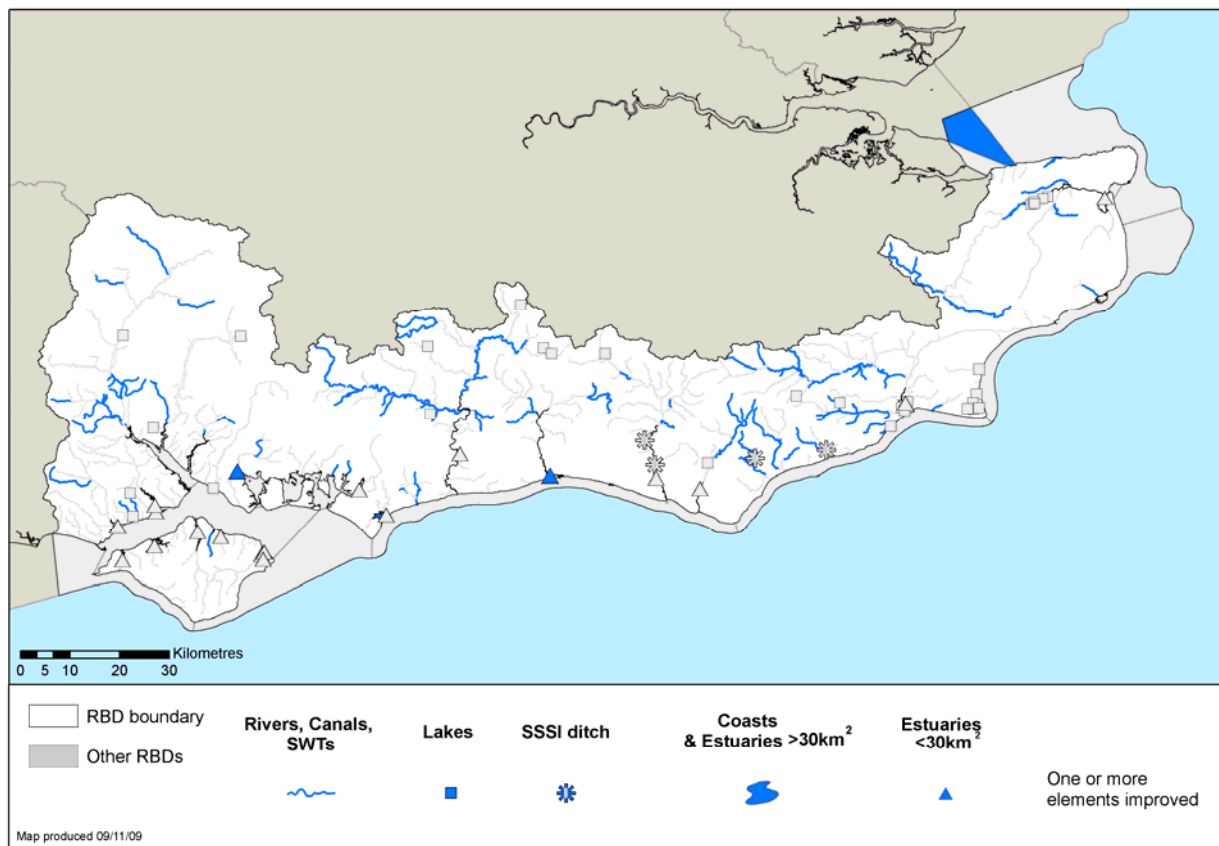 Kilometres
0 5 10 20 30
RBD boundary
Other RBDs
Rivers, Canals,
SWTs
Lakes
SSSI ditch
Coasts
& Estuaries >30km²
Estuaries
<30km²
One or more
elements improved
Map produced 09/11/09